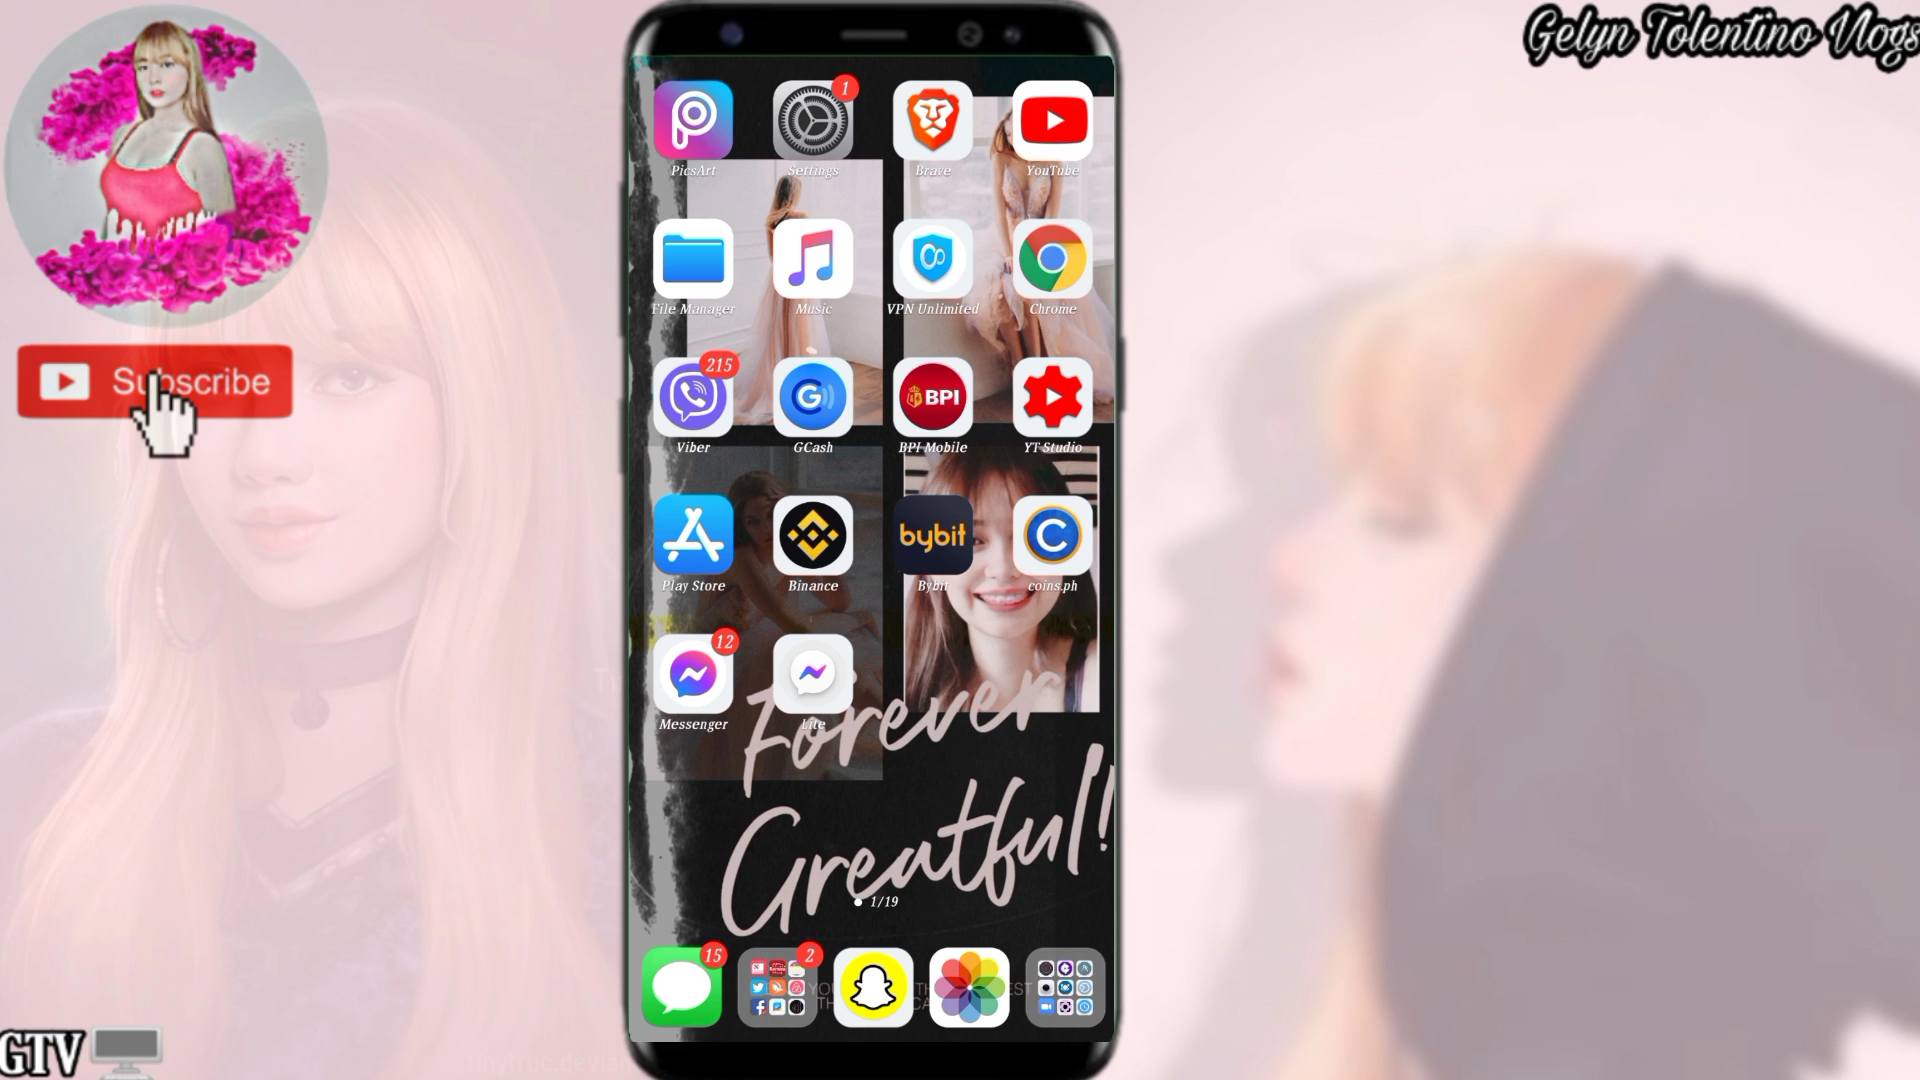 Gelyn Tolentino Vlogs
Subscribe
1
PicsArt
Settings
Brave
YouTube
File Manager
Music
VPN Unlimited
Chrome
215
G
BPI
Viber
GCash
BPI Mobile
YT Studio
bybit
C
Play Store
Binance
Bybit
coins.ph
12
Messenger
Lite
Forever
Greatful!
1/19
15
2
GTV